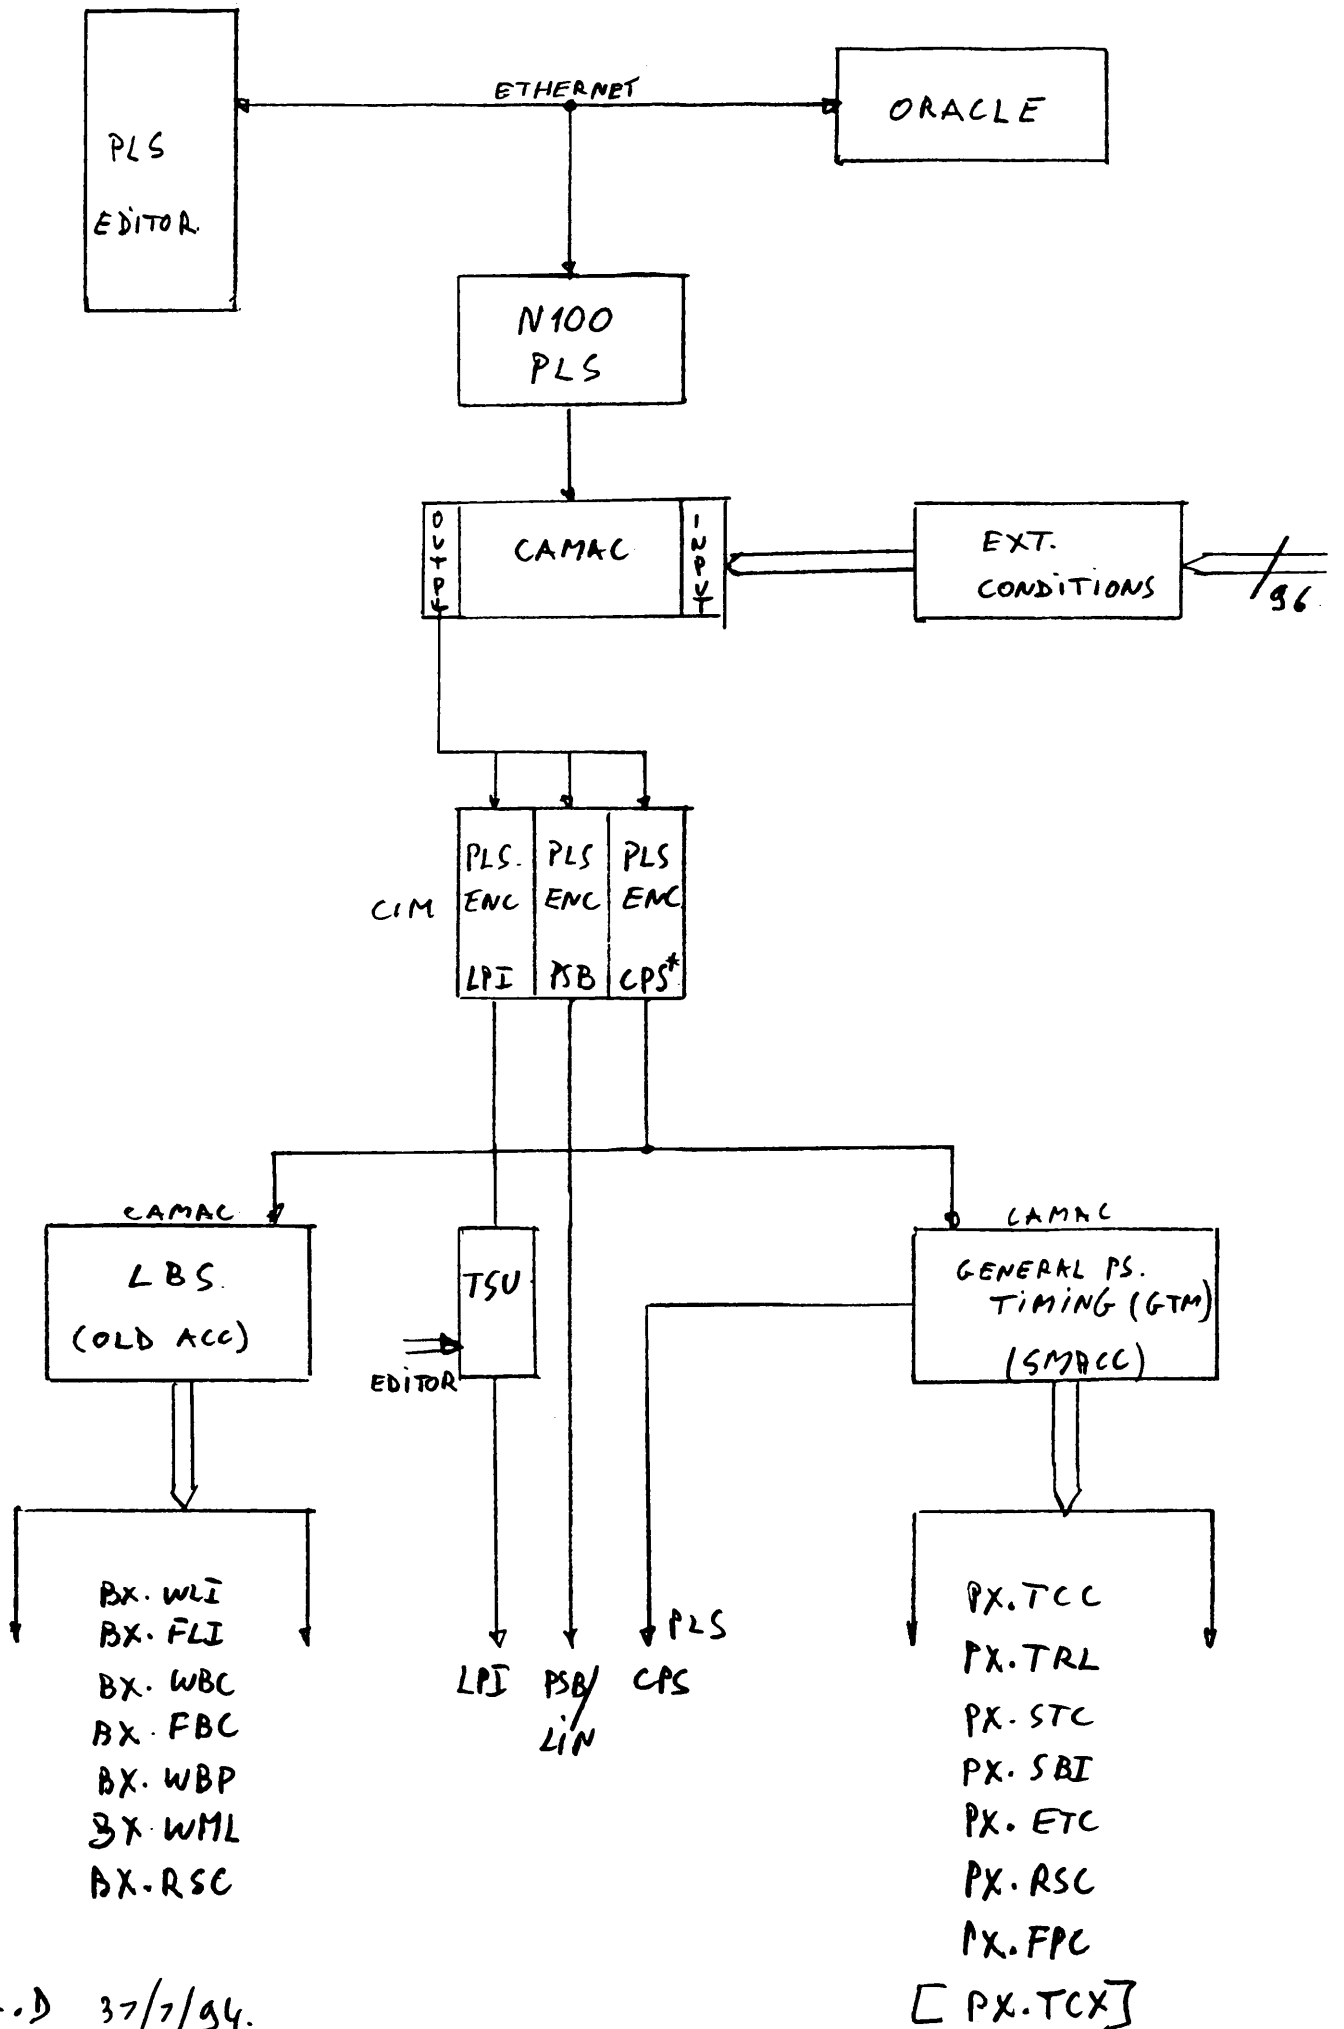 ETHERNET
PLS
EDITOR.
ORACLE
N100
PLS
OUTPUT
CAMAC
INPUT
EXT.
CONDITIONS
96
CIM
PLS.
ENC
LPI
PLS
ENC
PSB
PLS
ENC
CPS*
CAMAC
LBS.
(OLD ACC)
TSU
EDITOR
CAMAC
GENERAL PS.
TIMING (GTM)
(SMACC)
PLS
LPI
PSB/
LIN
CPS
BX. WLI
BX. FLI
BX. WBC
BX. FBC
BX. WBP
BX. WML
BX. RSC
PX. TCC
PX. TRL
PX. STC
PX. SBI
PX. ETC
PX. RSC
PX. FPC
[ PX. TCX ]